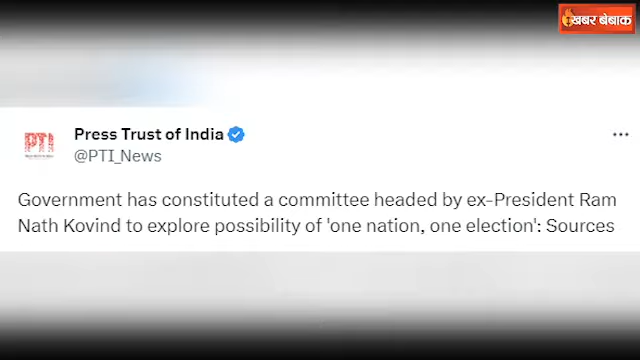 खबर बेबाक
PTI
Press Trust of India
@PTI_News
Government has constituted a committee headed by ex-President Ram
Nath Kovind to explore possibility of 'one nation, one election': Sources